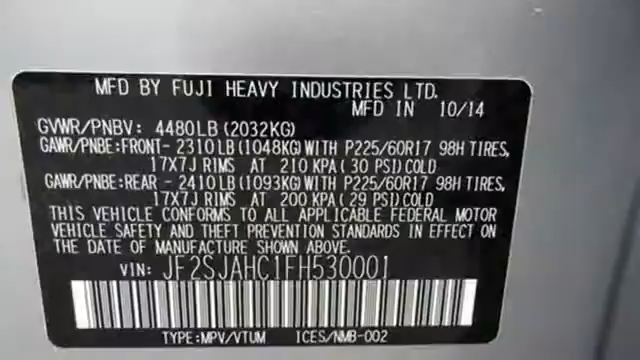 MFD BY FUJI HEAVY INDUSTRIES LTD.
MFD IN 10/14
GVWR/PNBV: 4480LB (2032KG)
GAWR/PNBE:FRONT- 2310LB(1048KG)WITH P225/60R17 98H TIRES,
17X7J RIMS AT 210 KPA( 30 PSI)COLD
GAWR/PNBE:REAR - 2410LB(1093KG)WITH P225/60R17 98H TIRES,
17X7J RIMS AT 200 KPA( 29 PSI)COLD
THIS VEHICLE CONFORMS TO ALL APPLICABLE FEDERAL MOTOR
VEHICLE SAFETY AND THEFT PREVENTION STANDARDS IN EFFECT ON
THE DATE OF MANUFACTURE SHOWN ABOVE.
VIN: JF2SJAHC1FH530001
TYPE:MPV/VTUM ICES/NMB-002